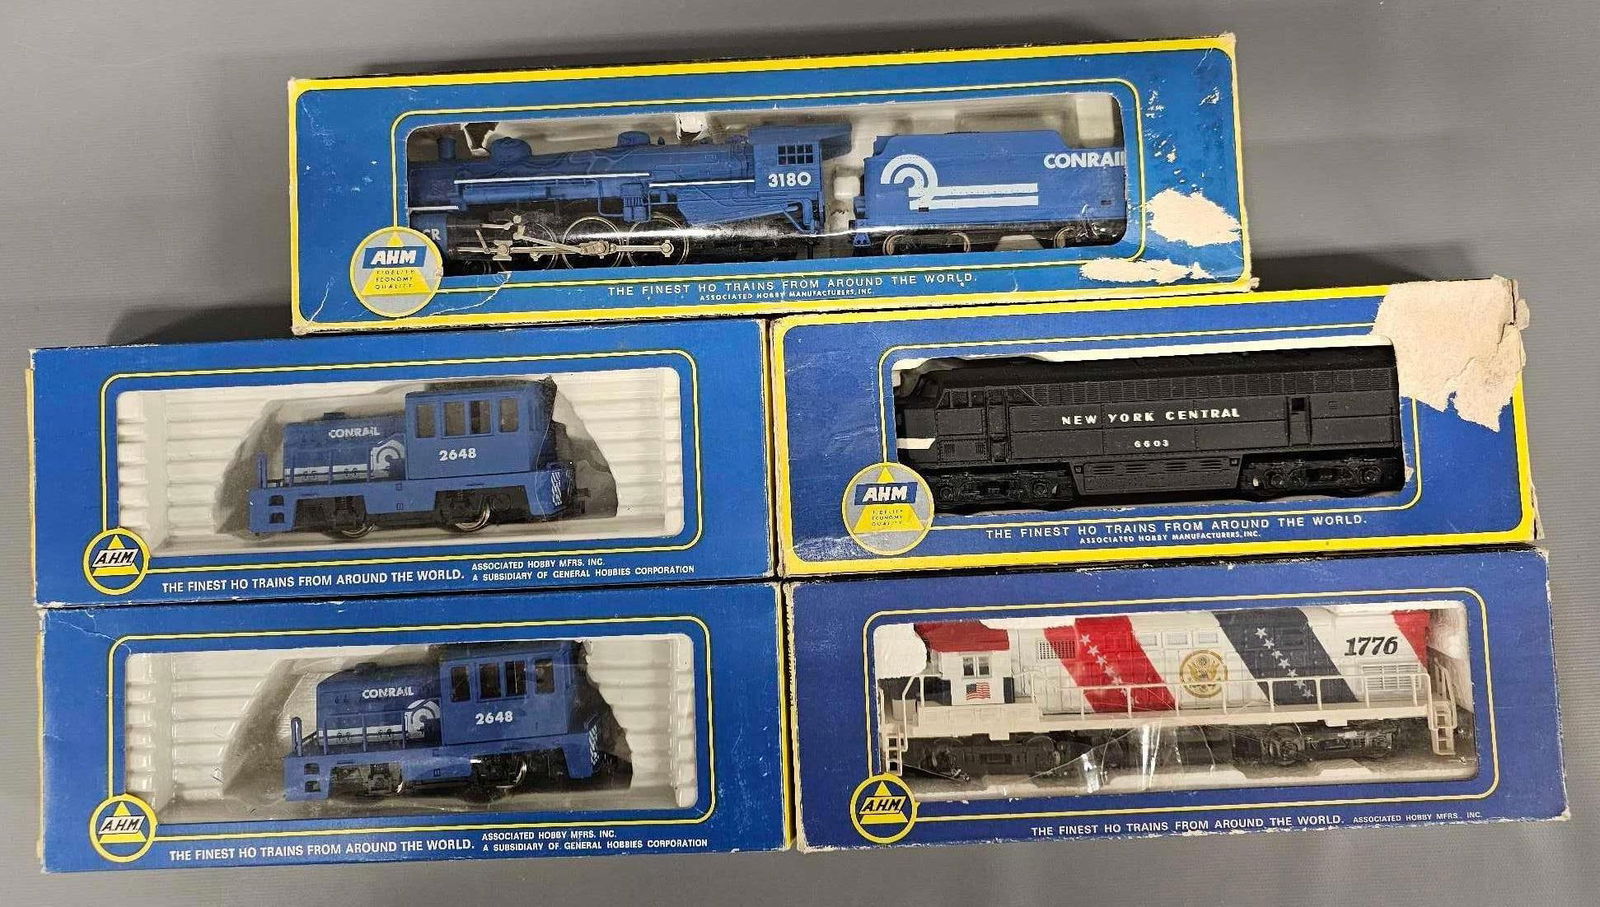 3180
CONRAIL
CR
AHM
FIDELITY
ECONOMY
QUALITY
THE FINEST HO TRAINS FROM AROUND THE WORLD.
ASSOCIATED HOBBY MANUFACTURERS, INC.
CONRAIL
2648
A.H.M.
THE FINEST HO TRAINS FROM AROUND THE WORLD.
ASSOCIATED HOBBY MFRS. INC.
A SUBSIDIARY OF GENERAL HOBBIES CORPORATION
NEW YORK CENTRAL
6603
AHM
FIDELITY
ECONOMY
QUALITY
THE FINEST HO TRAINS FROM AROUND THE WORLD.
ASSOCIATED HOBBY MANUFACTURERS, INC.
CONRAIL
2648
A.H.M.
THE FINEST HO TRAINS FROM AROUND THE WORLD.
ASSOCIATED HOBBY MFRS. INC.
A SUBSIDIARY OF GENERAL HOBBIES CORPORATION
1776
A.H.M.
THE FINEST HO TRAINS FROM AROUND THE WORLD. ASSOCIATED HOBBY MFRS., INC.